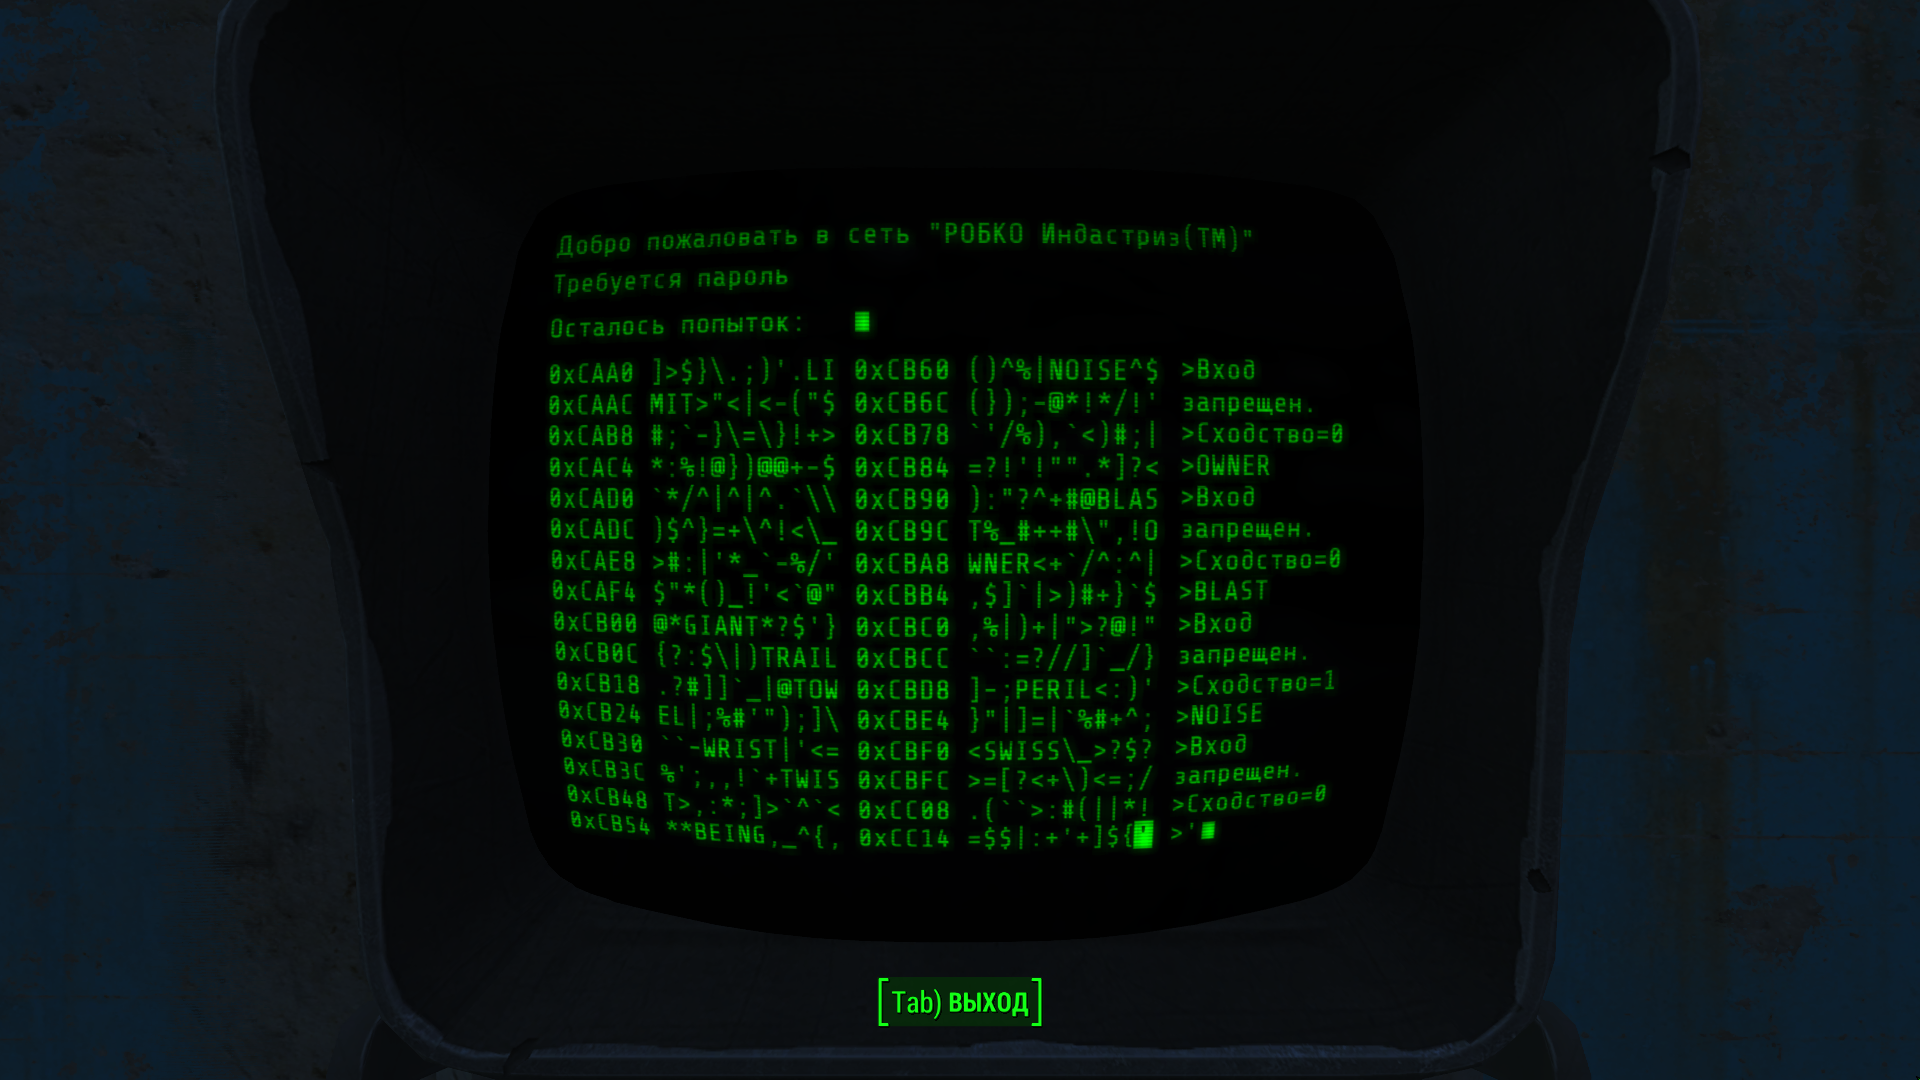 Добро пожаловать в сеть "РОБКО Индастриз(ТМ)"
Требуется пароль
Осталось попыток:
0xCAA0 ]>$}\.;)'.LI 0xCB60 ()^%|NOISE^$ >Вход
0xCAAC MIT>"<|<-("$ 0xCB6C (});-@*!*/!' запрещен.
0xCAB8 #;`-}\=\}!+> 0xCB78 `'/%),`<)#;| >Сходство=0
0xCAC4 *:%!@})@@+-$ 0xCB84 =?!'!"".*]?< >OWNER
0xCAD0 `*/^|^|^.`\\ 0xCB90 ):"?^+#@BLAS >Вход
0xCADC )$^}=+\^!<\_ 0xCB9C T%_#++#\",!O запрещен.
0xCAE8 >#:|'*_`-%/' 0xCBA8 WNER<+`/^:^| >Сходство=0
0xCAF4 $"*()_!'<`@" 0xCBB4 ,$]`|>)#+}`$ >BLAST
0xCB00 @*GIANT*?$'} 0xCBC0 ,%|)+|">?@!" >Вход
0xCB0C {?:$\|)TRAIL 0xCBCC ``:=?//]`_/} запрещен.
0xCB18 .?#]]`_|@TOW 0xCBD8 ]-;PERIL<:)' >Сходство=1
0xCB24 EL|;%#'");]\ 0xCBE4 }"|]=|`%#+^; >NOISE
0xCB30 ``-WRIST|'<= 0xCBF0 <SWISS\_>?$? >Вход
0xCB3C %';,,!`+TWIS 0xCBFC >=[?<+\)<=;/ запрещен.
0xCB48 T>,:*;]>`^`< 0xCC08 .(``>:#(||*! >Сходство=0
0xCB54 **BEING,_^{, 0xCC14 =$$|:+'+]${' >'
Tab) ВЫХОД